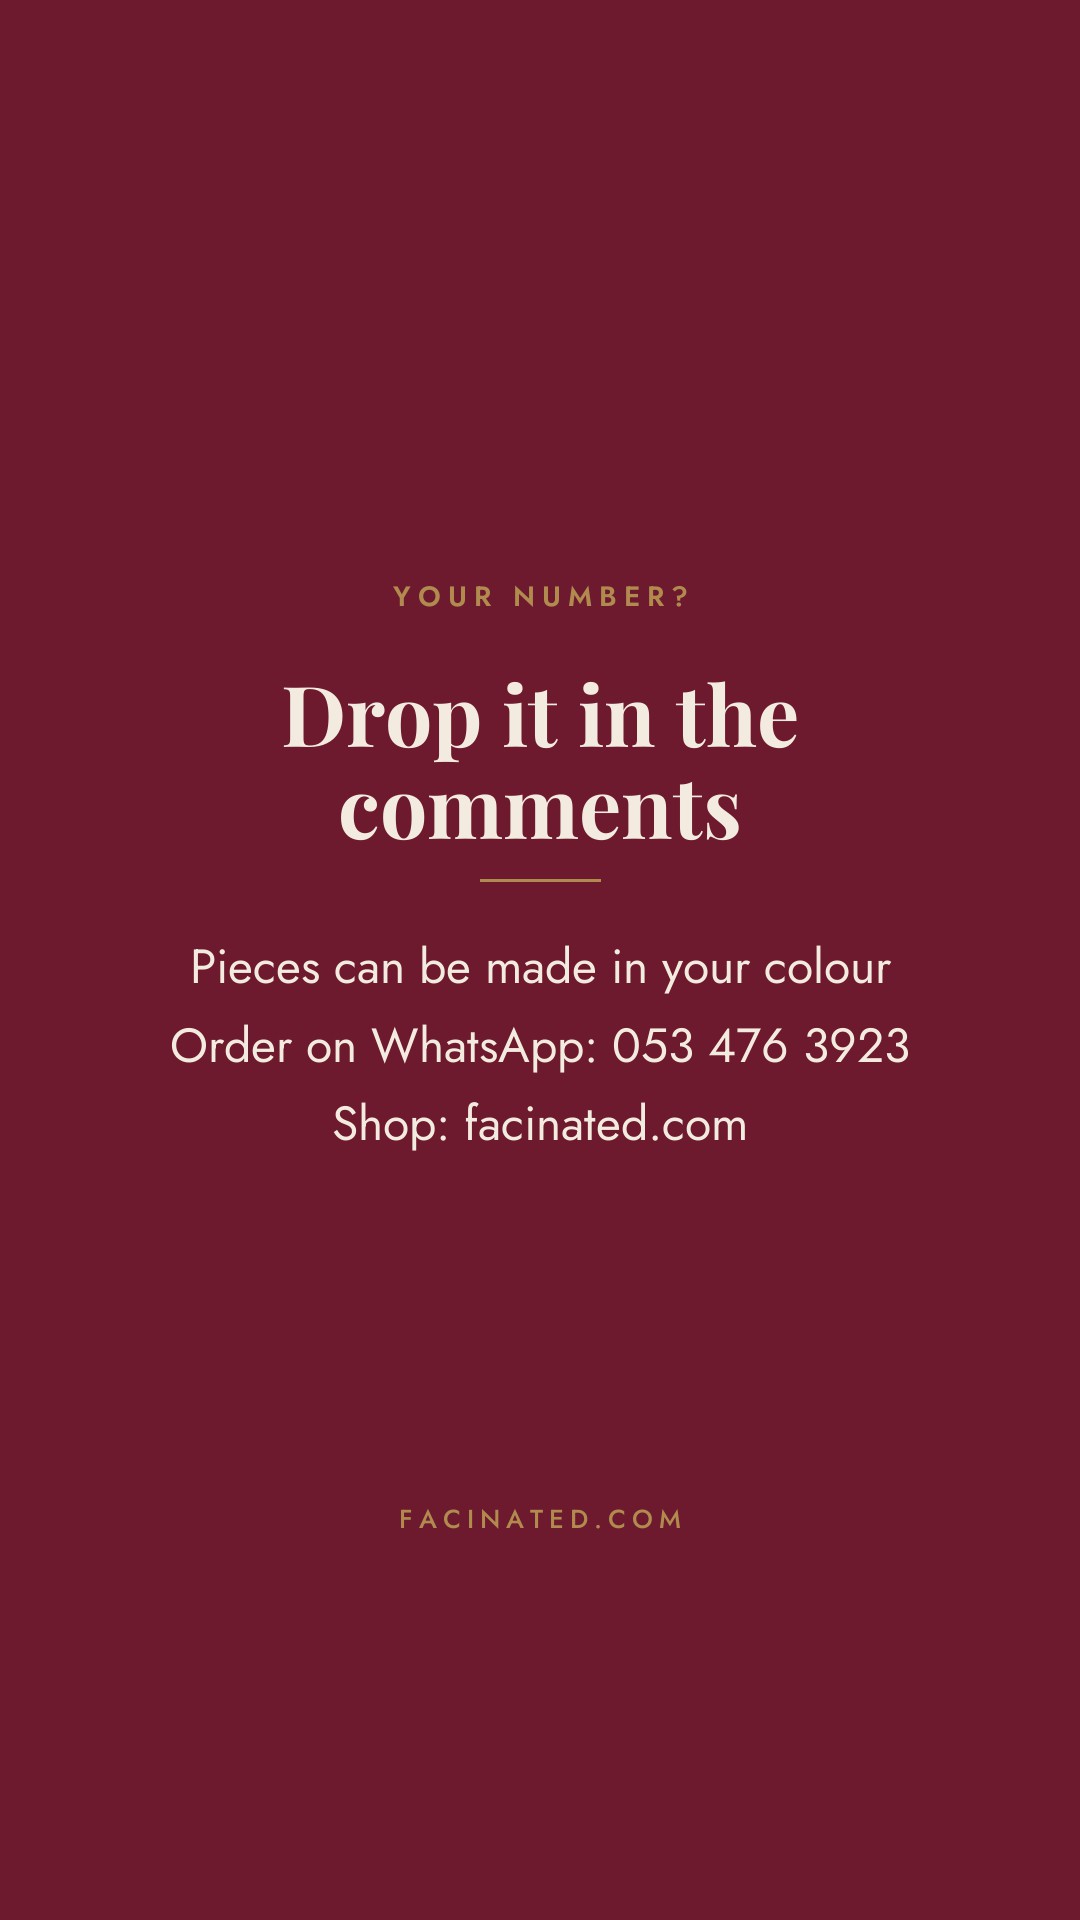 YOUR NUMBER?
Drop it in the
comments
Pieces can be made in your colour
Order on WhatsApp: 053 476 3923
Shop: facinated.com
FACINATED.COM